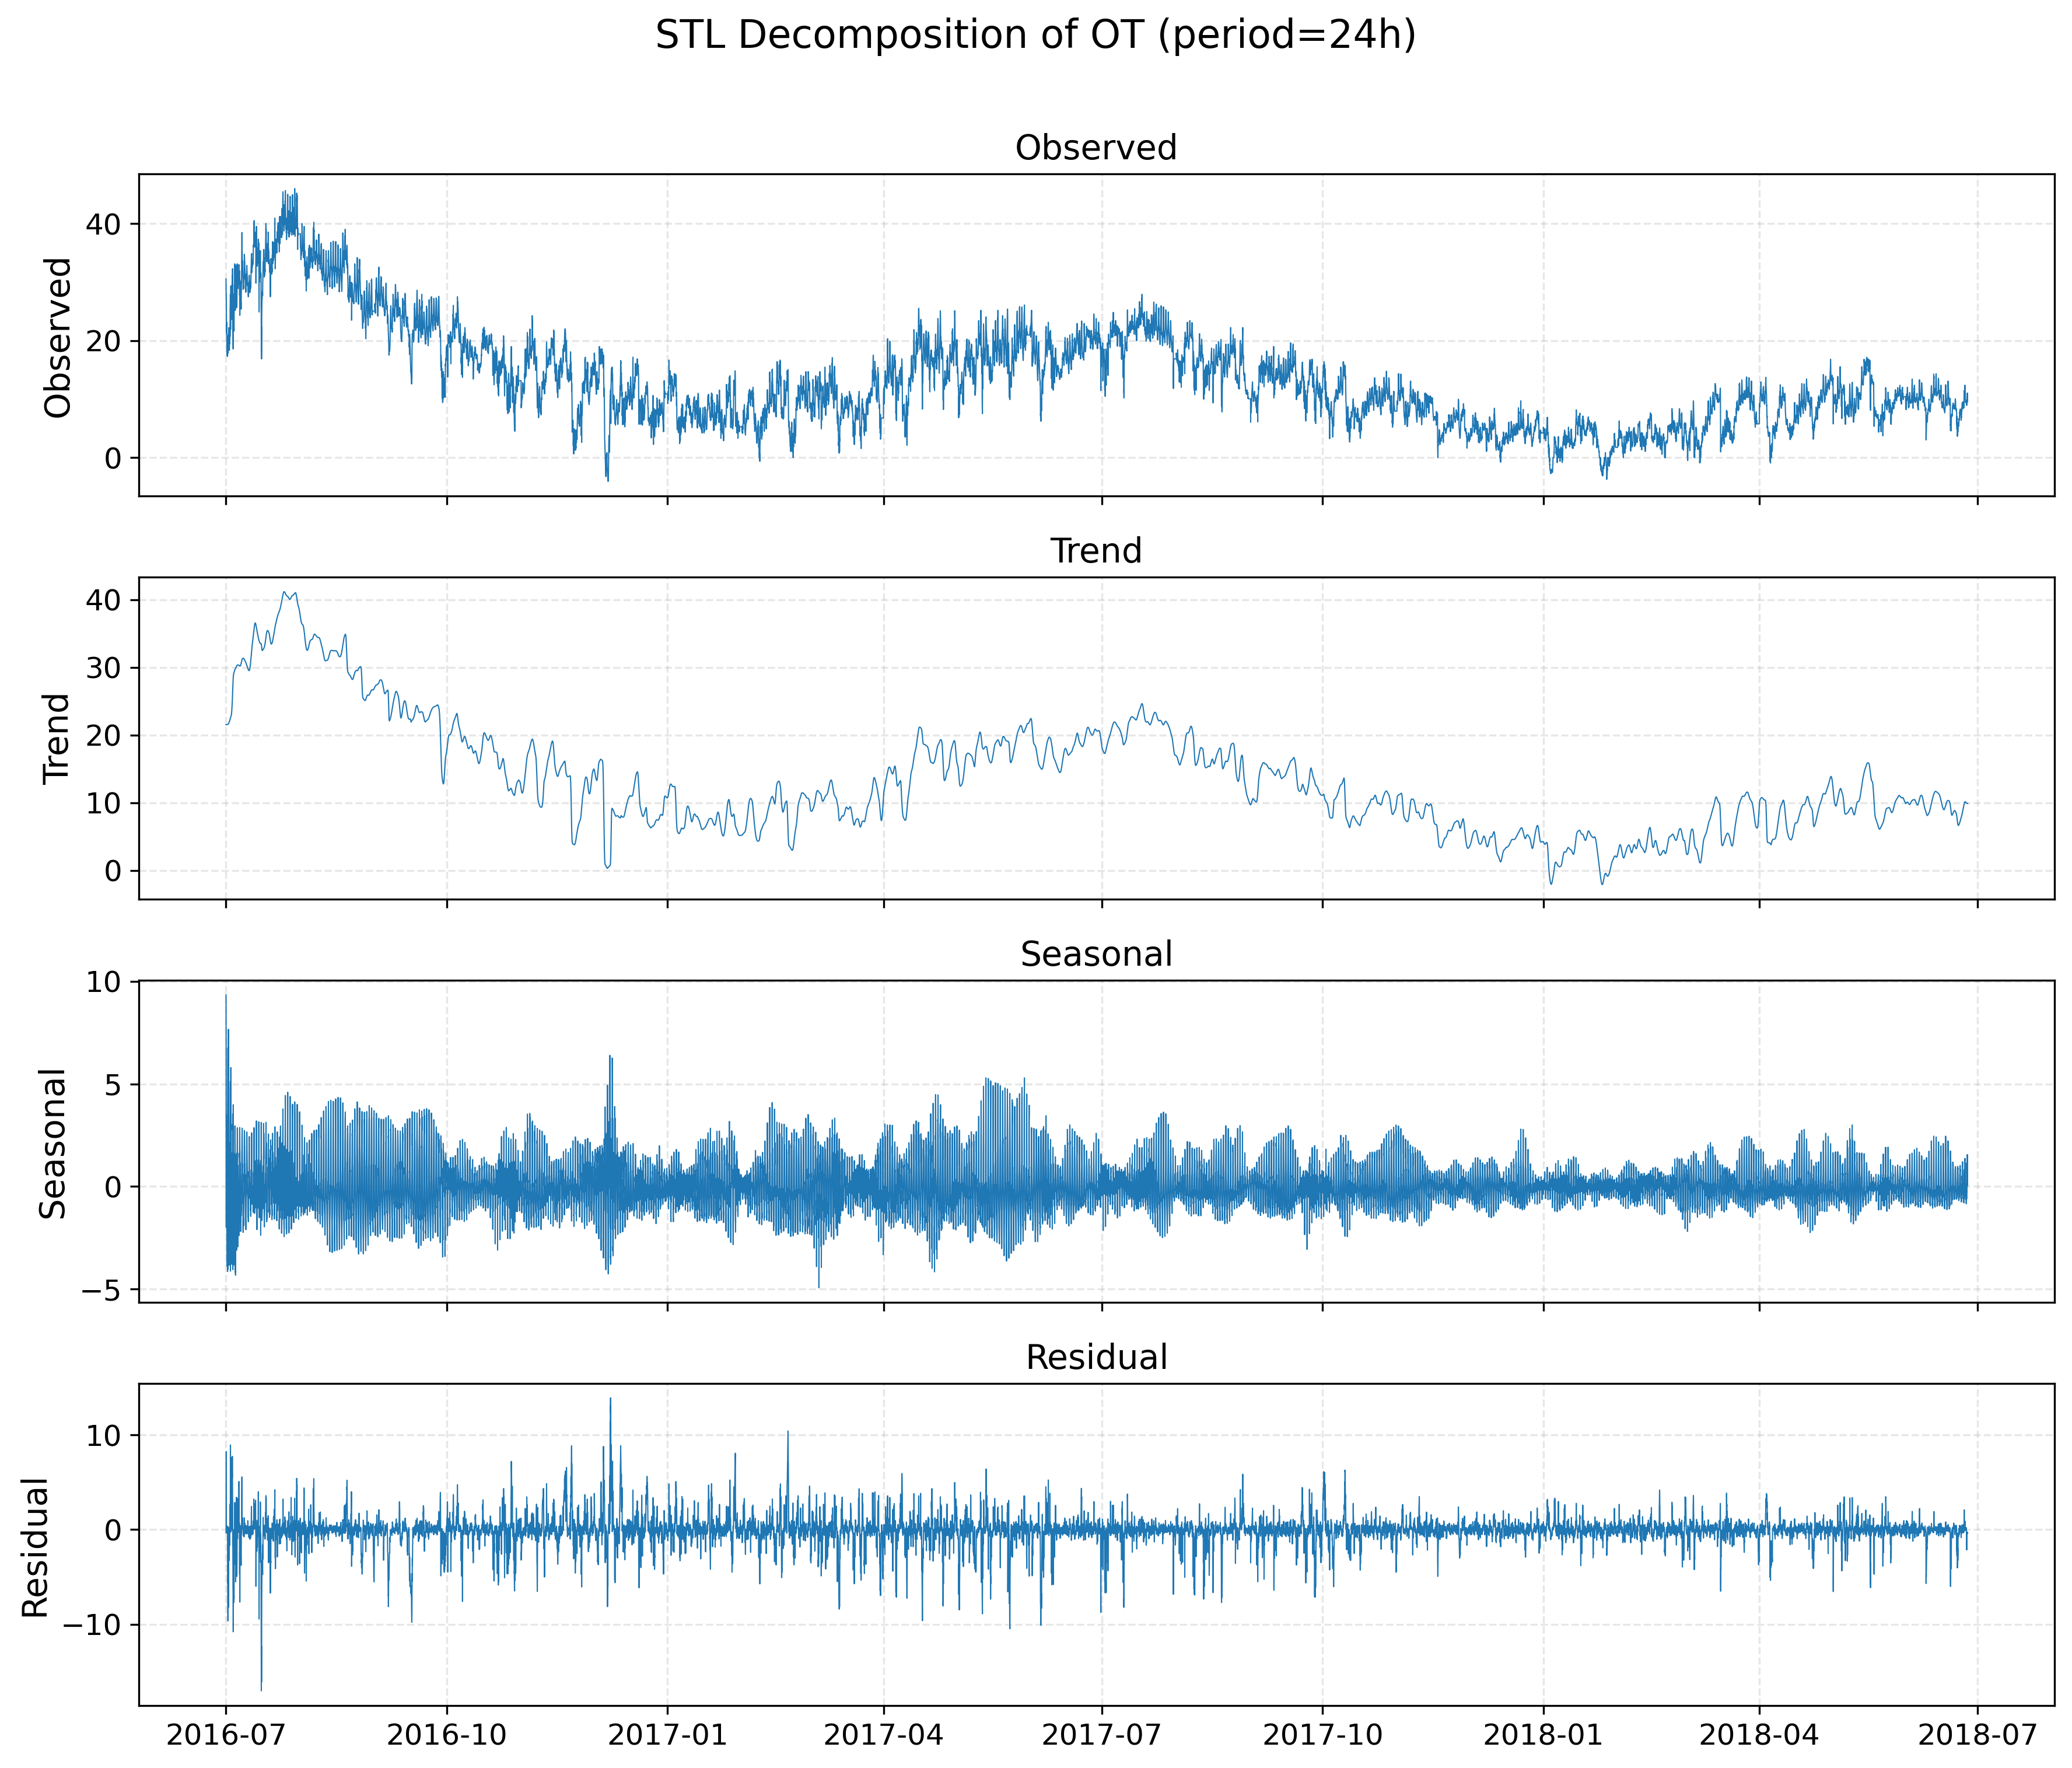 STL Decomposition of OT (period=24h)
Observed
Observed
40
20
0
Trend
Trend
40
30
20
10
0
Seasonal
Seasonal
10
5
0
−5
Residual
Residual
10
0
−10
2016-07 2016-10 2017-01 2017-04 2017-07 2017-10 2018-01 2018-04 2018-07